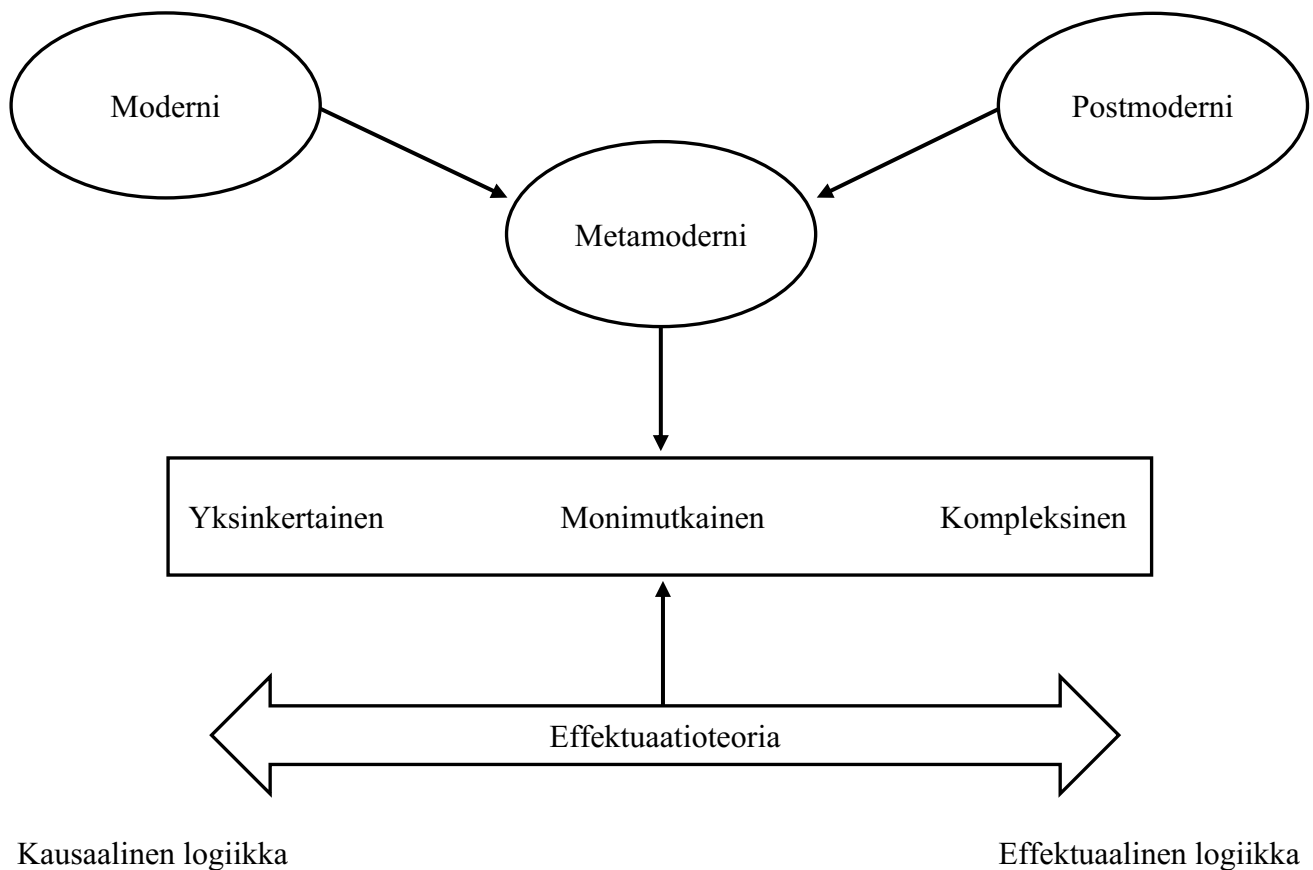 Moderni
Postmoderni
Metamoderni
Yksinkertainen Monimutkainen Kompleksinen
Effektuaatioteoria
Kausaalinen logiikka Effektuaalinen logiikka